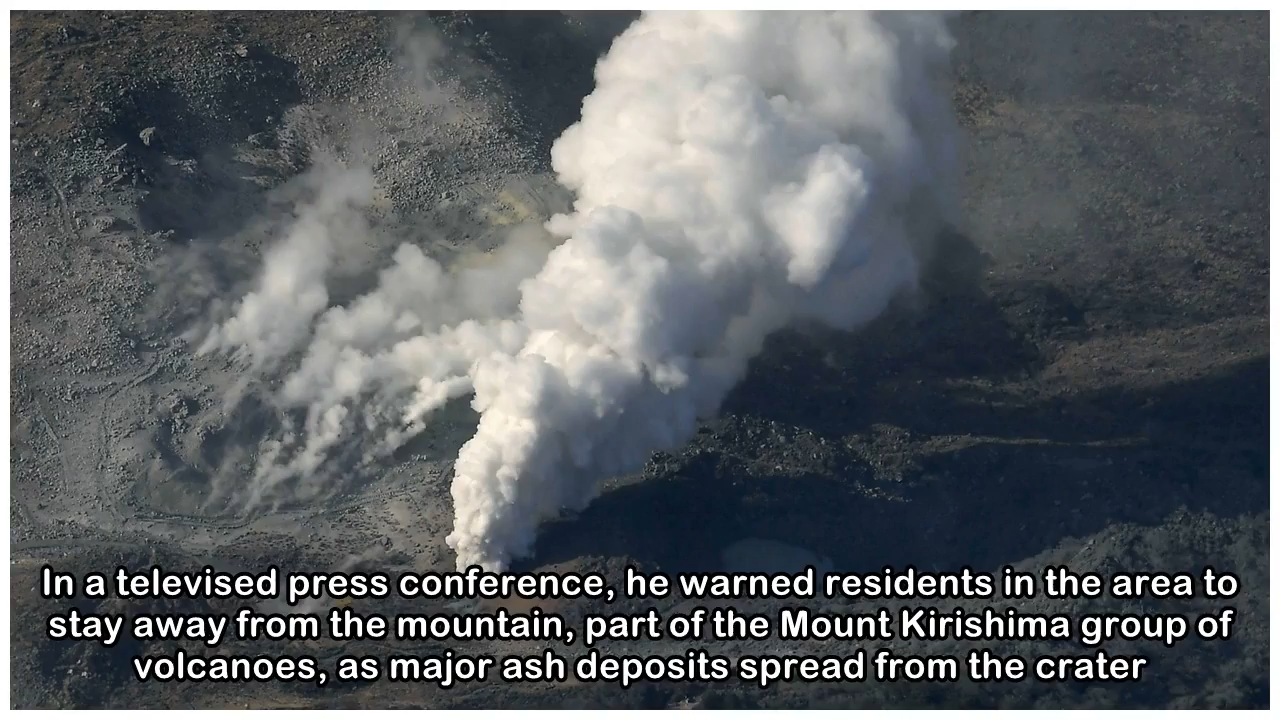 In a televised press conference, he warned residents in the area to
stay away from the mountain, part of the Mount Kirishima group of
volcanoes, as major ash deposits spread from the crater